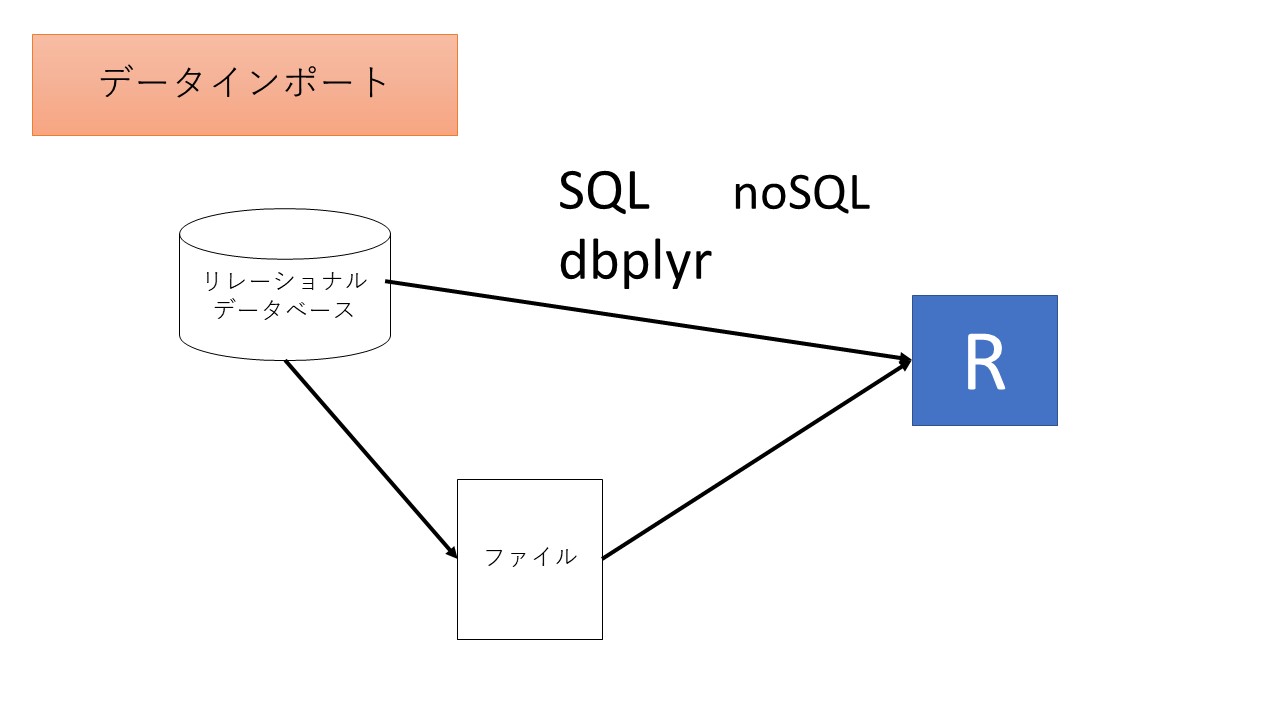 データインポート
SQL noSQL
dbplyr
リレーショナル
データベース
R
ファイル